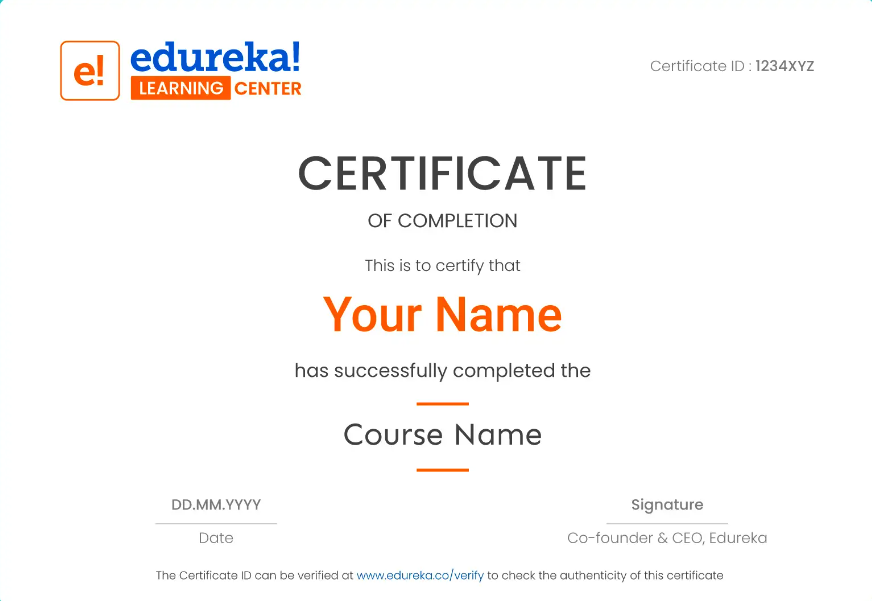 e!
edureka!
LEARNING CENTER
Certificate ID : 1234XYZ
CERTIFICATE
OF COMPLETION
This is to certify that
Your Name
has successfully completed the
Course Name
DD.MM.YYYY
Date
Signature
Co-founder & CEO, Edureka
The Certificate ID can be verified at www.edureka.co/verify to check the authenticity of this certificate